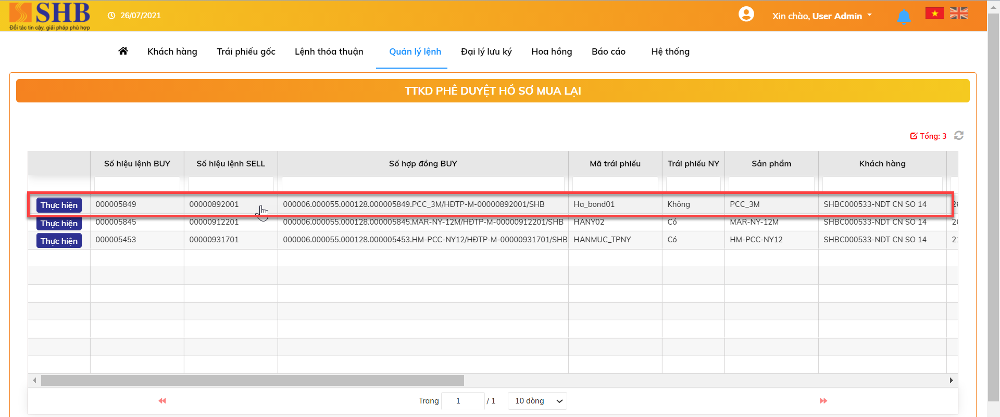 SHB
Đối tác tin cậy, giải pháp phù hợp
26/07/2021
Xin chào, User Admin
Khách hàng Trái phiếu gốc Lệnh thỏa thuận Quản lý lệnh Đại lý lưu ký Hoa hồng Báo cáo Hệ thống
TTKD PHÊ DUYỆT HỒ SƠ MUA LẠI
Tổng: 3
Số hiệu lệnh BUY Số hiệu lệnh SELL Số hợp đồng BUY Mã trái phiếu Trái phiếu NY Sản phẩm Khách hàng
Thực hiện 000005849 00000892001 000006.000055.000128.000005849.PCC_3M/HĐTP-M-00000892001/SHB Ha_bond01 Không PCC_3M SHBC000533-NDT CN SO 14
Thực hiện 000005845 00000912201 000006.000055.000128.000005845.MAR-NY-12M/HĐTP-M-00000912201/SHB HANY02 Có MAR-NY-12M SHBC000533-NDT CN SO 14 26
Thực hiện 000005453 00000931701 000006.000055.000128.000005453.HM-PCC-NY12/HĐTP-M-00000931701/SHB HANMUC_TPNY Có HM-PCC-NY12 SHBC000533-NDT CN SO 14
Trang 1 / 1 10 dòng